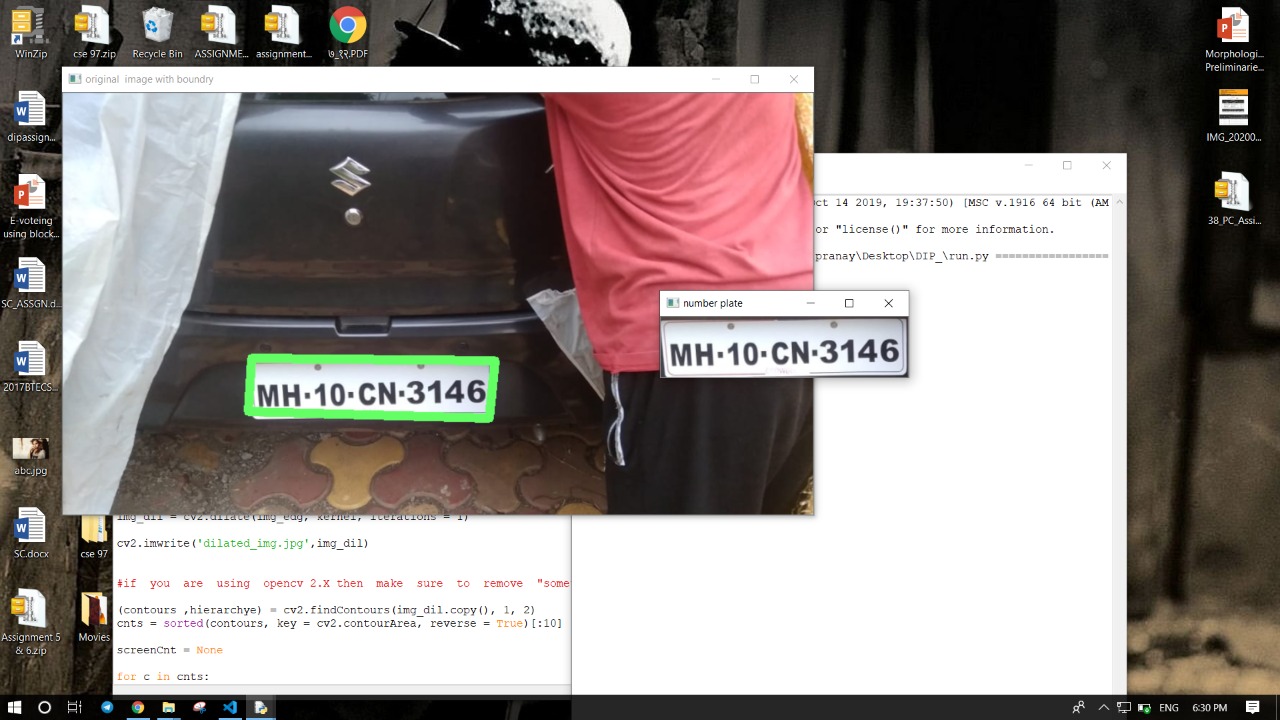 WinZip
cse 97.zip
Recycle Bin
ASSIGNME...
assignment...
७_१२.PDF
Morphologi...
Preliminarie...
original image with boundry
dipassign...
IMG_20200...
ct 14 2019, 19:37:50) [MSC v.1916 64 bit (AM
or "license()" for more information.
pranay\Desktop\DIP_\run.py =================
E-voteing
using block...
38_PC_Assi...
SC_ASSGN.d...
number plate
MH·10·CN·3146
MH·10·CN·3146
2017BTECS...
abc.jpg
img_dil = cv2.dilate(img_edg, kernel, iterations = 1)
cv2.imwrite('dilated_img.jpg',img_dil)
SC.docx
cse 97
#if you are using opencv 2.X then make sure to remove "some
(contours ,hierarchye) = cv2.findContours(img_dil.copy(), 1, 2)
cnts = sorted(contours, key = cv2.contourArea, reverse = True)[:10]
Assignment 5
& 6.zip
Movies
screenCnt = None
for c in cnts:
ENG
6:30 PM